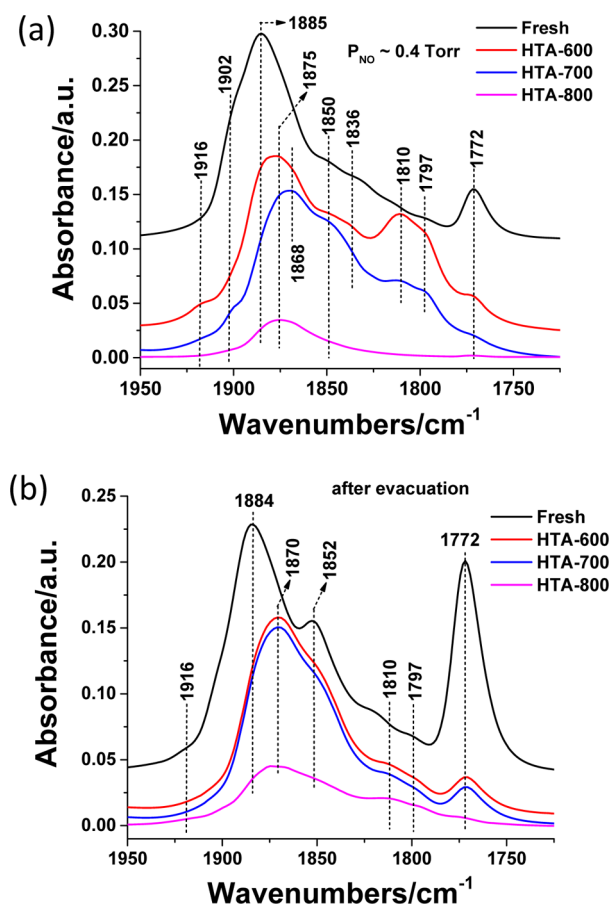 (a)
0.30
0.25
0.20
0.15
0.10
0.05
0.00
Absorbance/a.u.
1916
1902
1885
1875
1868
1850
1836
1810
1797
1772
P_NO ~ 0.4 Torr
Fresh
HTA-600
HTA-700
HTA-800
1950 1900 1850 1800 1750
Wavenumbers/cm⁻¹
(b)
0.25
0.20
0.15
0.10
0.05
0.00
Absorbance/a.u.
1916
1884
1870
1852
1810
1797
1772
after evacuation
Fresh
HTA-600
HTA-700
HTA-800
1950 1900 1850 1800 1750
Wavenumbers/cm⁻¹